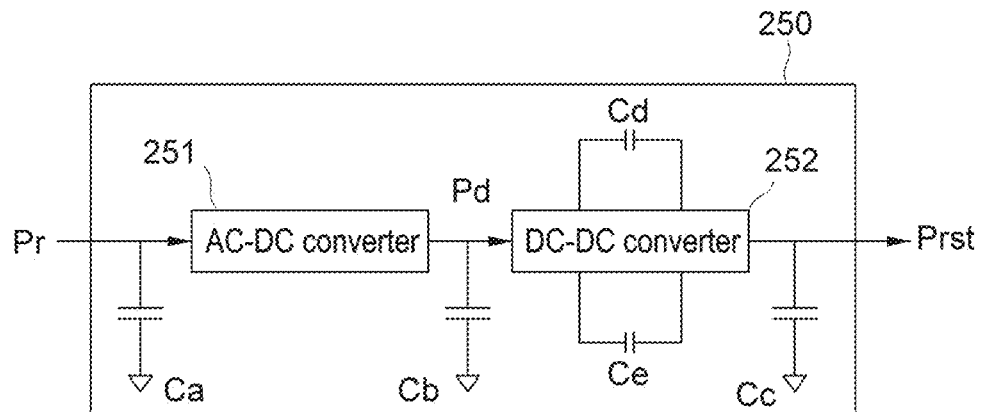 250
Cd
251
252
Pd
Pr
AC-DC converter
DC-DC converter
Prst
Ca
Cb
Ce
Cc